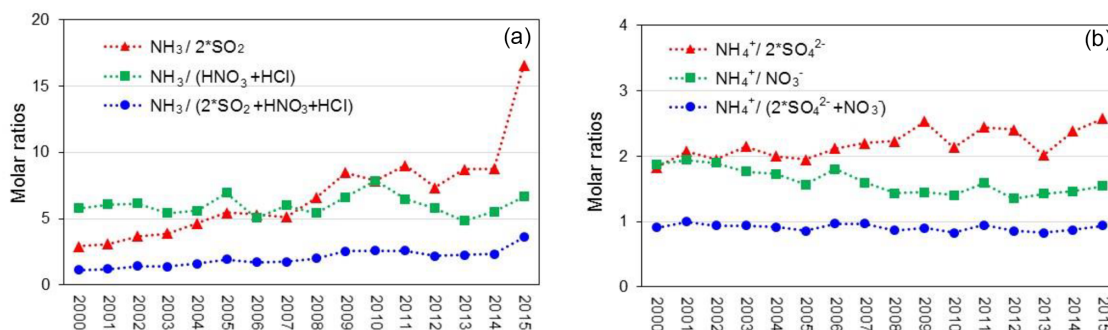 (a)
20
15
10
5
0
Molar ratios
NH₃ / 2*SO₂
NH₃ / (HNO₃ +HCl)
NH₃ / (2*SO₂ +HNO₃+HCl)
2000 2001 2002 2003 2004 2005 2006 2007 2008 2009 2010 2011 2012 2013 2014 2015
(b)
4
3
2
1
0
Molar ratios
NH₄⁺/ 2*SO₄²⁻
NH₄⁺/ NO₃⁻
NH₄⁺/ (2*SO₄²⁻ +NO₃⁻)
2000 2001 2002 2003 2004 2005 2006 2007 2008 2009 2010 2011 2012 2013 2014